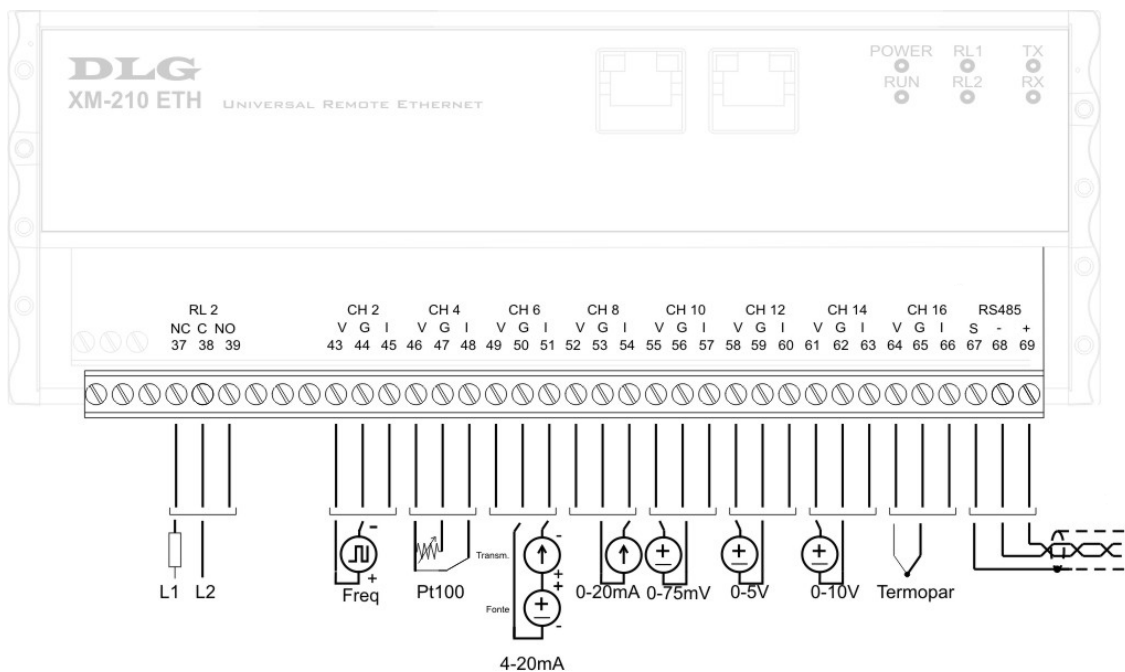 DLG
XM-210 ETH UNIVERSAL REMOTE ETHERNET
POWER RL1 TX
RUN RL2 RX
RL 2 CH 2 CH 4 CH 6 CH 8 CH 10 CH 12 CH 14 CH 16 RS485
NC C NO V G I V G I V G I V G I V G I V G I V G I V G I S - +
37 38 39 43 44 45 46 47 48 49 50 51 52 53 54 55 56 57 58 59 60 61 62 63 64 65 66 67 68 69
- -
Transm.
+ +
L1 L2 Freq Pt100 + 0-20mA 0-75mV 0-5V 0-10V Termopar
Fonte
-
4-20mA